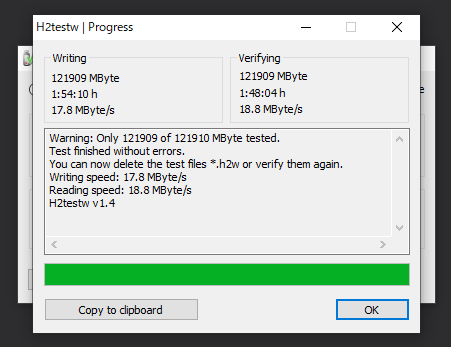 H2testw | Progress
Writing
121909 MByte
1:54:10 h
17.8 MByte/s
Verifying
121909 MByte
1:48:04 h
18.8 MByte/s
Warning: Only 121909 of 121910 MByte tested.
Test finished without errors.
You can now delete the test files *.h2w or verify them again.
Writing speed: 17.8 MByte/s
Reading speed: 18.8 MByte/s
H2testw v1.4
Copy to clipboard
OK